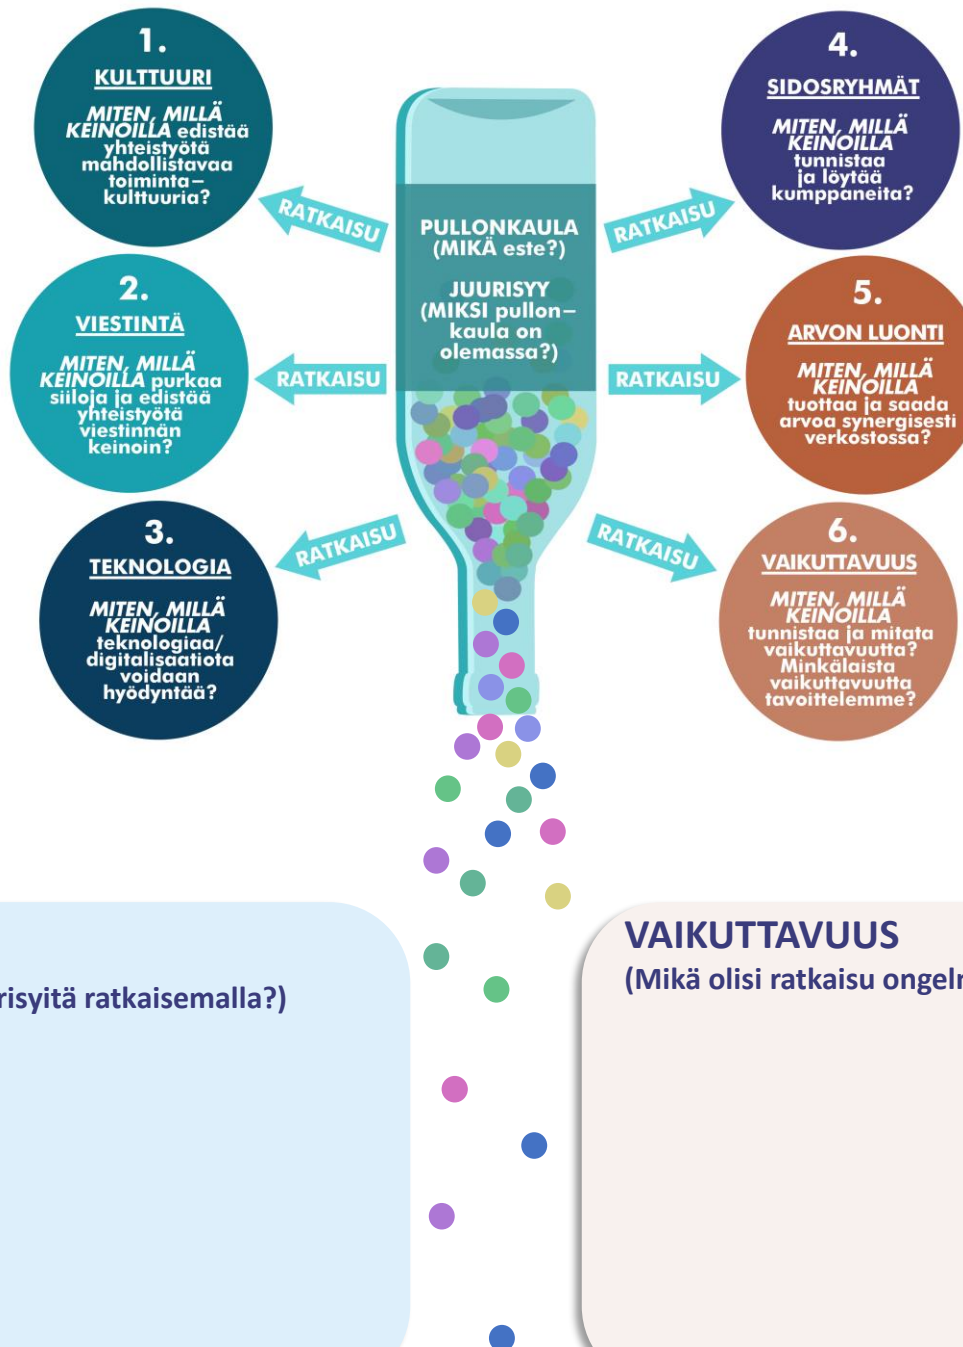 1.
KULTTUURI
MITEN, MILLÄ
KEINOILLA edistää
yhteistyötä
mahdollistavaa
toiminta–
kulttuuria?
RATKAISU
2.
VIESTINTÄ
MITEN, MILLÄ
KEINOILLA purkaa
siiloja ja edistää
yhteistyötä
viestinnän
keinoin?
RATKAISU
3.
TEKNOLOGIA
MITEN, MILLÄ
KEINOILLA
teknologiaa/
digitalisaatiota
voidaan
hyödyntää?
RATKAISU
PULLONKAULA
(MIKÄ este?)
JUURISYY
(MIKSI pullon–
kaula on
olemassa?)
4.
SIDOSRYHMÄT
MITEN, MILLÄ
KEINOILLA
tunnistaa
ja löytää
kumppaneita?
RATKAISU
5.
ARVON LUONTI
MITEN, MILLÄ
KEINOILLA
tuottaa ja saada
arvoa synergisesti
verkostossa?
RATKAISU
6.
VAIKUTTAVUUS
MITEN, MILLÄ
KEINOILLA
tunnistaa ja mitata
vaikuttavuutta?
Minkälaista
vaikuttavuutta
tavoittelemme?
RATKAISU
risyitä ratkaisemalla?)
VAIKUTTAVUUS
(Mikä olisi ratkaisu